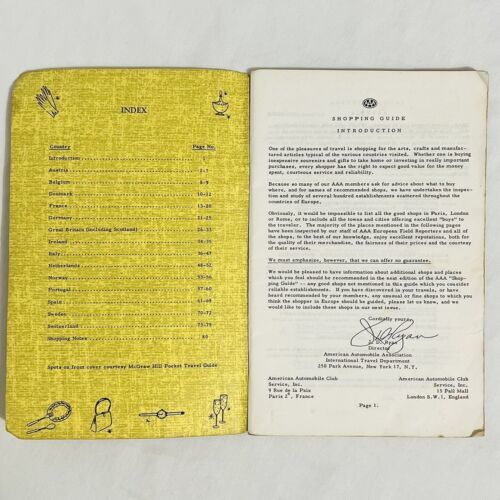 INDEX
Country Page No.
Introduction 1
Austria 1-7
Belgium 8-9
Denmark 10-12
France 13-20
Germany 21-25
Great Britain (including Scotland) 26-33
Ireland 34-35
Italy 36-47
Netherlands 48-52
Norway 53-56
Portugal
Spain 61-69
Sweden 70-72
Switzerland 73-79
Shopping Notes 80
Spots on front cover courtesy McGraw Hill Pocket Travel Guide
AAA
SHOPPING GUIDE
INTRODUCTION
One of the pleasures of travel is shopping for the arts, crafts and manufac-
tured articles typical of the various countries visited. Whether one is buying
inexpensive souvenirs and gifts to take home or investing in really important
purchases, every shopper has the right to expect good value for the money
spent, courteous service and reliability.
Because so many of our AAA members ask for advice about what to buy
where, and for names of recommended shops, we have undertaken the inspec-
tion and study of several hundred establishments scattered throughout the
countries of Europe.
Obviously, it would be impossible to list all the good shops in Paris, London
or Rome, or to include all the towns and cities offering excellent "buys" to
the traveler. The majority of places mentioned in the following pages
have been inspected by our staff of AAA European Field Reporters and all of
the shops, to the best of our knowledge, enjoy excellent reputations, both for
the quality of their merchandise, the fairness of their prices and the courtesy
of their service.
We must emphasize, however, that we can offer no guarantee.
We would be pleased to have information about additional shops and places
which you feel should be included in the next edition of the AAA "Shop-
ping Guide" -- any good shops not mentioned in this guide which you consider
reliable establishments. If you have discovered in your travels, or have
heard recommended by your members, any unusual or fine shops to which you
think the shopper in Europe should be guided, please let us know, and we
would like to include these shops in our next issue.
Cordially yours,
Ryan
Director
American Automobile Association
International Travel Department
250 Park Avenue, New York 17, N.Y.
American Automobile Club American Automobile Club
Service, Inc. Service, Inc.
9 Rue de la Paix 15 Pall Mall
Paris 2e, France London S.W.1, England
Page 1.